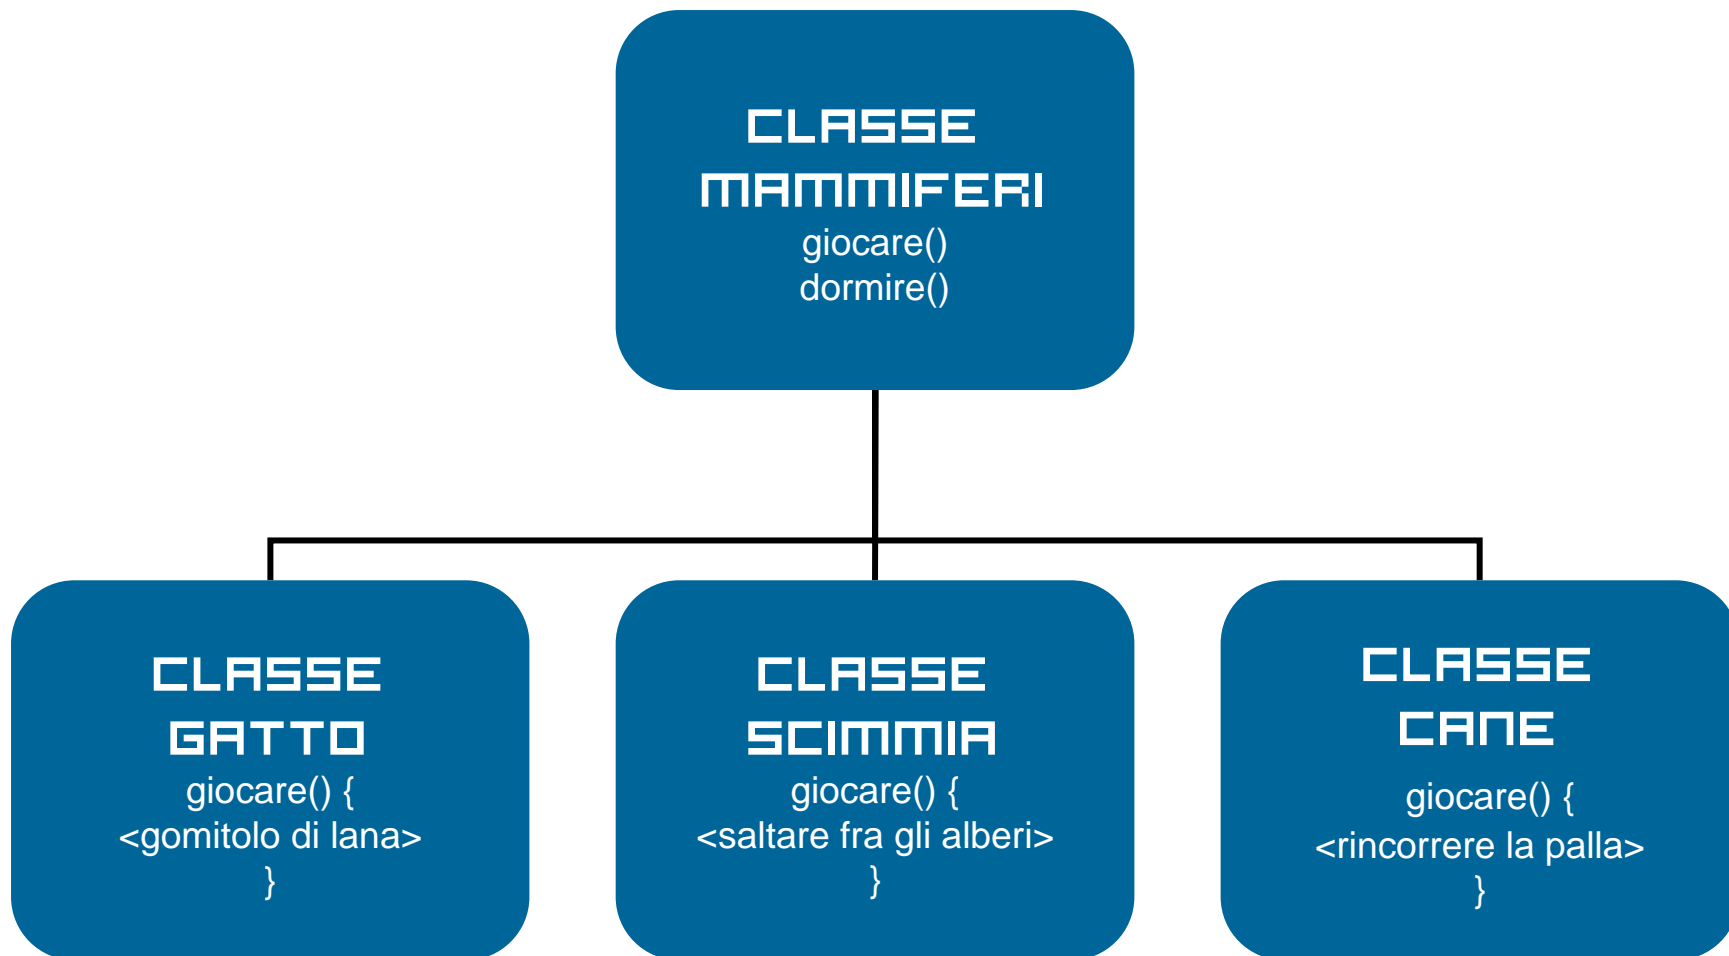 CLASSE
MAMMIFERI
giocare()
dormire()
CLASSE
GATTO
giocare() {
<gomitolo di lana>
}
CLASSE
SCIMMIA
giocare() {
<saltare fra gli alberi>
}
CLASSE
CANE
giocare() {
<rincorrere la palla>
}